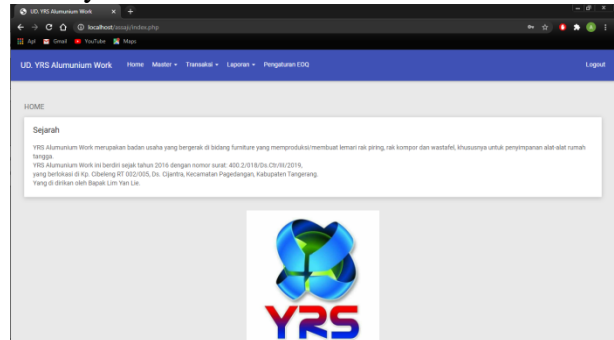 UD. YRS Alumunium Work
localhost/assajc/index.php
Apl Gmail YouTube Maps
UD. YRS Alumunium Work Home Master Transaksi Laporan Pengaturan EOQ Logout
HOME
Sejarah
YRS Alumunium Work merupakan badan usaha yang bergerak di bidang furniture yang memproduksi/membuat lemari rak piring, rak kompor dan wastafel, khususnya untuk penyimpanan alat-alat rumah
tangga.
YRS Alumunium Work ini berdiri sejak tahun 2016 dengan nomor surat: 400.2/018/Ds.Ctr/III/2019,
yang berlokasi di Kp. Cibeleng RT 002/005, Ds. Cijantra, Kecamatan Pagedangan, Kabupaten Tangerang.
Yang di dirikan oleh Bapak Lim Yan Lie.
YRS